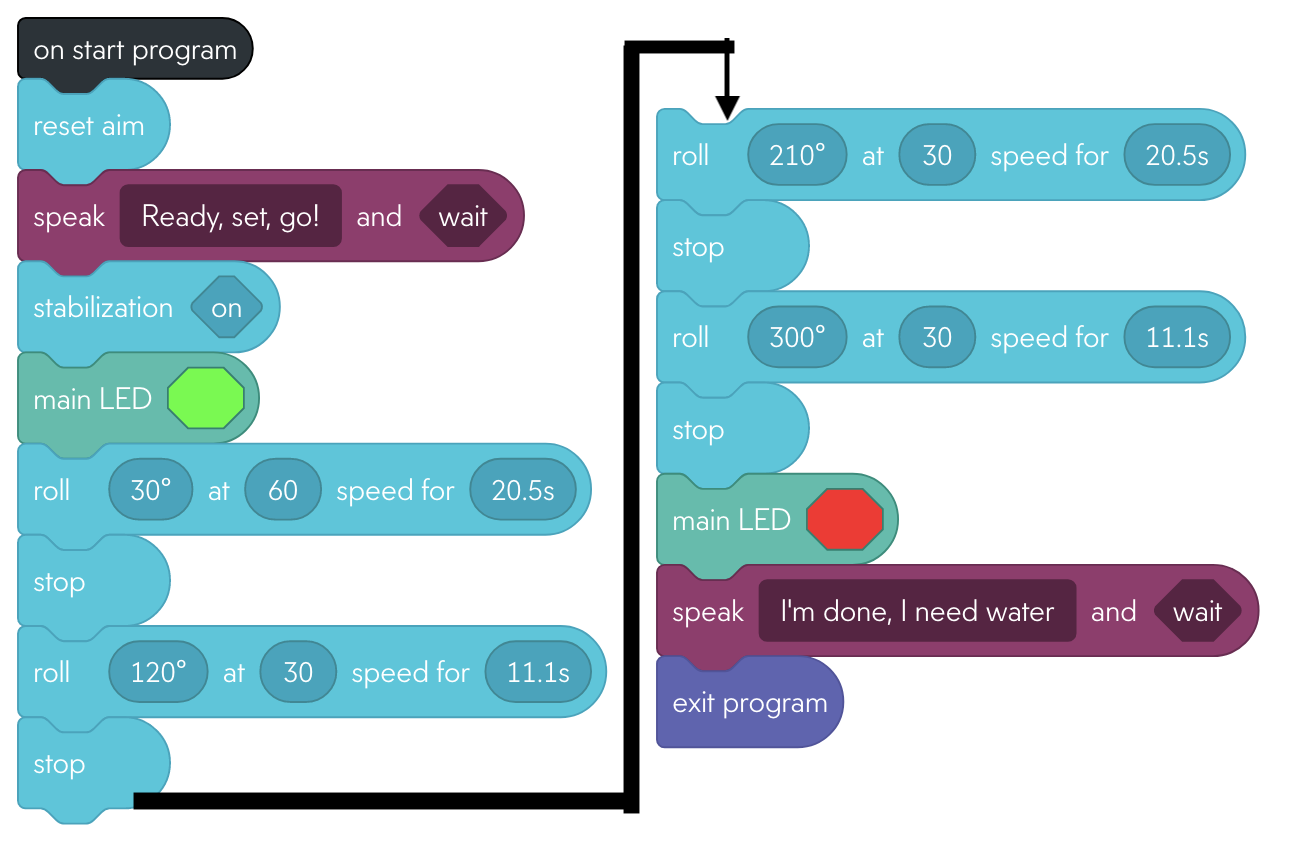 on start program
reset aim
speak Ready, set, go! and wait
stabilization on
main LED
roll 30° at 60 speed for 20.5s
stop
roll 120° at 30 speed for 11.1s
stop
roll 210° at 30 speed for 20.5s
stop
roll 300° at 30 speed for 11.1s
stop
main LED
speak I'm done, I need water and wait
exit program